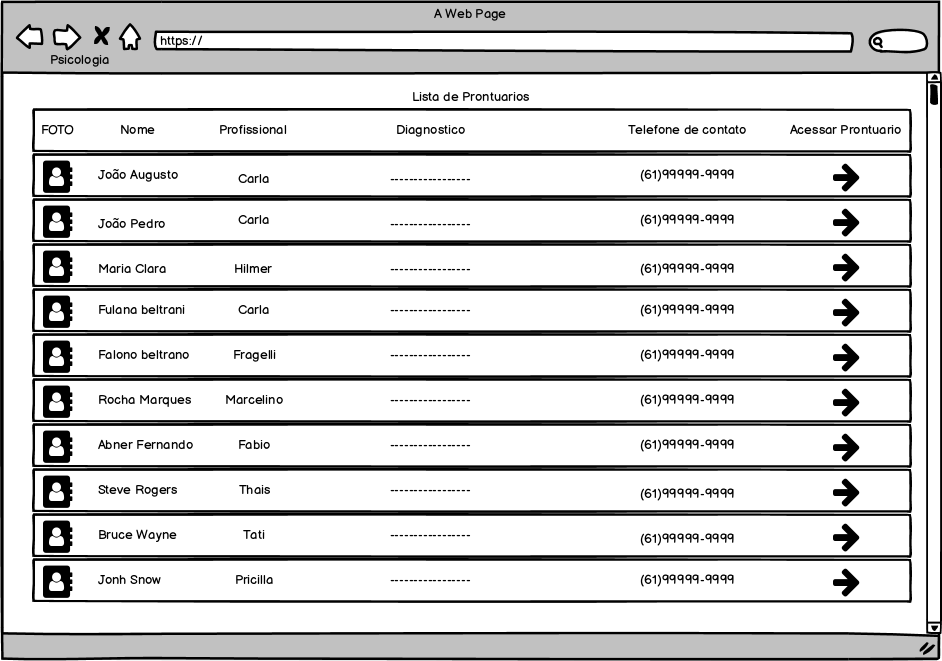 A Web Page
https://
Psicologia
Lista de Prontuarios
FOTO Nome Profissional Diagnostico Telefone de contato Acessar Prontuario
João Augusto Carla ----------------- (61)99999-9999
João Pedro Carla ----------------- (61)99999-9999
Maria Clara Hilmer ----------------- (61)99999-9999
Fulana beltrani Carla ----------------- (61)99999-9999
Falono beltrano Fragelli ----------------- (61)99999-9999
Rocha Marques Marcelino ----------------- (61)99999-9999
Abner Fernando Fabio ----------------- (61)99999-9999
Steve Rogers Thais ----------------- (61)99999-9999
Bruce Wayne Tati ----------------- (61)99999-9999
Jonh Snow Pricilla ----------------- (61)99999-9999